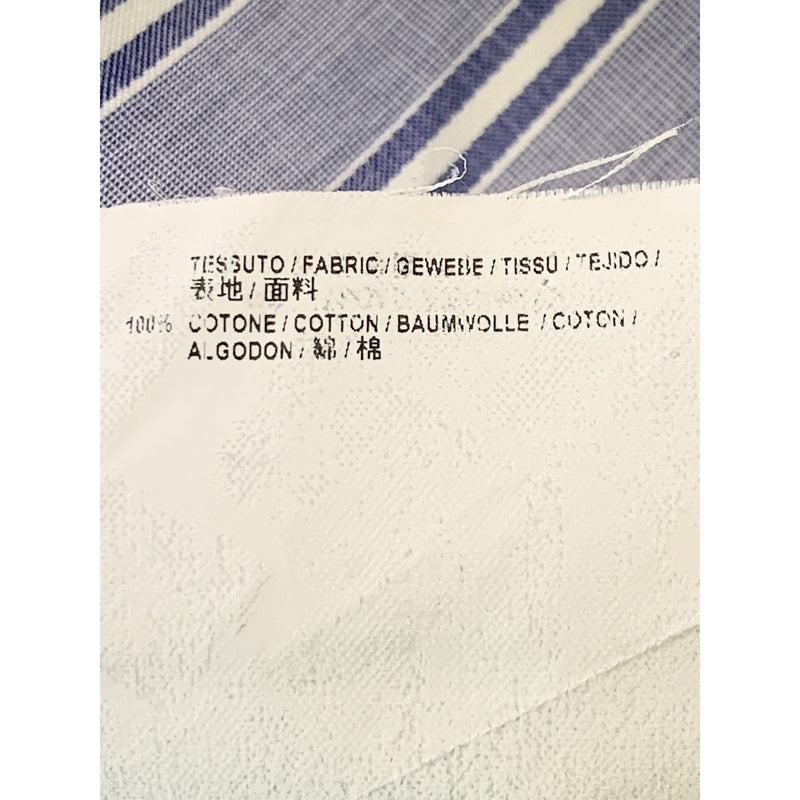 TESSUTO / FABRIC / GEWEBE / TISSU / TEJIDO /
表地 / 面料
100% COTONE / COTTON / BAUMWOLLE / COTON /
ALGODON / 綿 / 棉